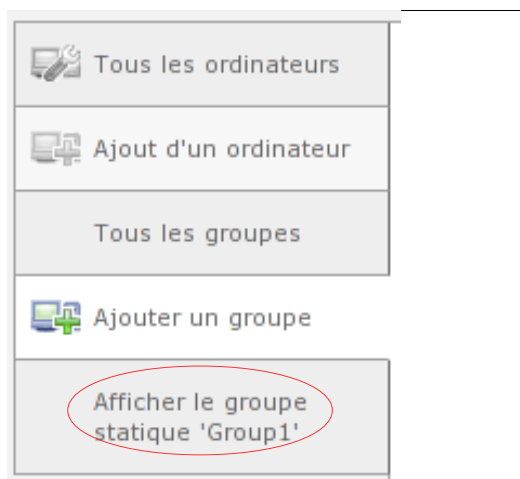 Tous les ordinateurs
Ajout d'un ordinateur
Tous les groupes
Ajouter un groupe
Afficher le groupe
statique 'Group1'